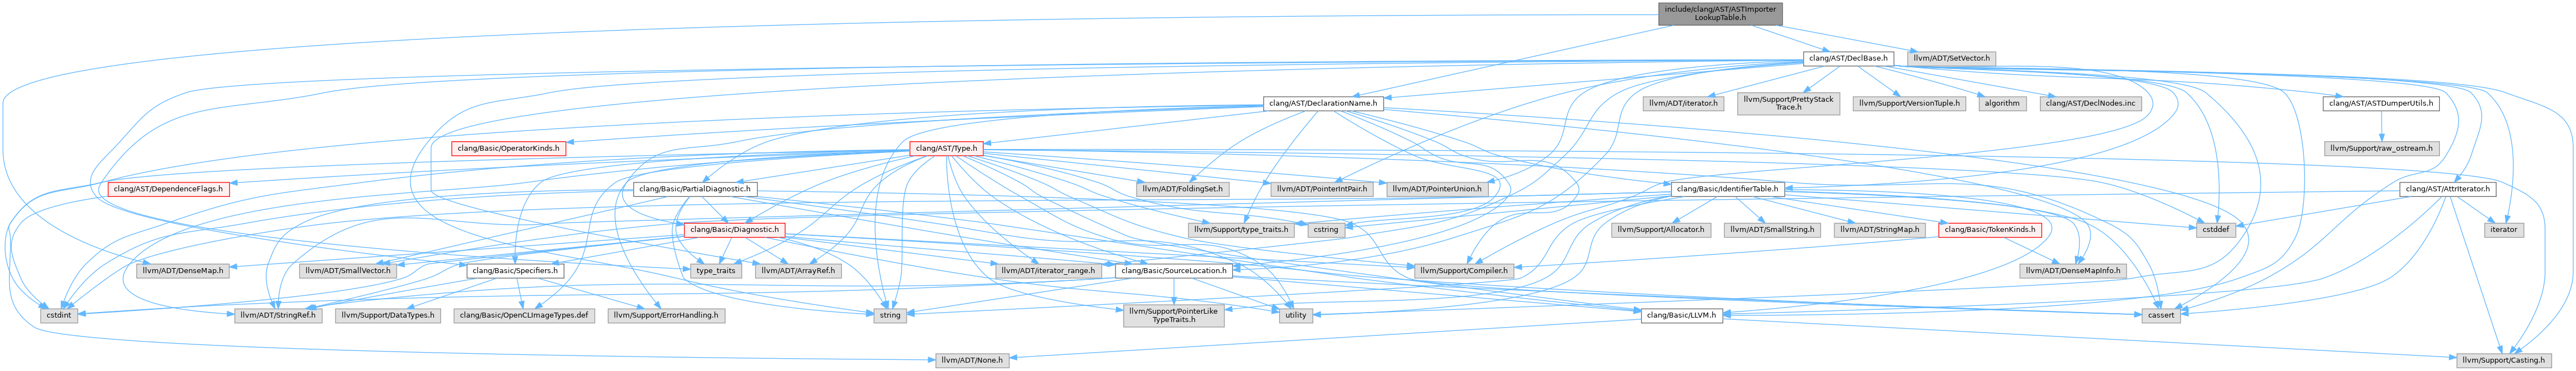 include/clang/AST/ASTImporter
LookupTable.h
clang/AST/DeclBase.h
llvm/ADT/SetVector.h
clang/AST/DeclarationName.h
llvm/ADT/iterator.h
llvm/Support/PrettyStack
Trace.h
llvm/Support/VersionTuple.h
algorithm
clang/AST/DeclNodes.inc
clang/AST/ASTDumperUtils.h
clang/Basic/OperatorKinds.h
clang/AST/Type.h
llvm/Support/raw_ostream.h
clang/AST/DependenceFlags.h
clang/Basic/PartialDiagnostic.h
llvm/ADT/FoldingSet.h
llvm/ADT/PointerIntPair.h
llvm/ADT/PointerUnion.h
clang/Basic/IdentifierTable.h
clang/AST/AttrIterator.h
clang/Basic/Diagnostic.h
llvm/Support/type_traits.h
cstring
llvm/Support/Allocator.h
llvm/ADT/SmallString.h
llvm/ADT/StringMap.h
clang/Basic/TokenKinds.h
cstddef
iterator
llvm/ADT/DenseMap.h
llvm/ADT/SmallVector.h
clang/Basic/Specifiers.h
type_traits
llvm/ADT/ArrayRef.h
llvm/ADT/iterator_range.h
clang/Basic/SourceLocation.h
llvm/Support/Compiler.h
llvm/ADT/DenseMapInfo.h
cstdint
llvm/ADT/StringRef.h
llvm/Support/DataTypes.h
clang/Basic/OpenCLImageTypes.def
llvm/Support/ErrorHandling.h
string
llvm/Support/PointerLike
TypeTraits.h
utility
clang/Basic/LLVM.h
cassert
llvm/ADT/None.h
llvm/Support/Casting.h